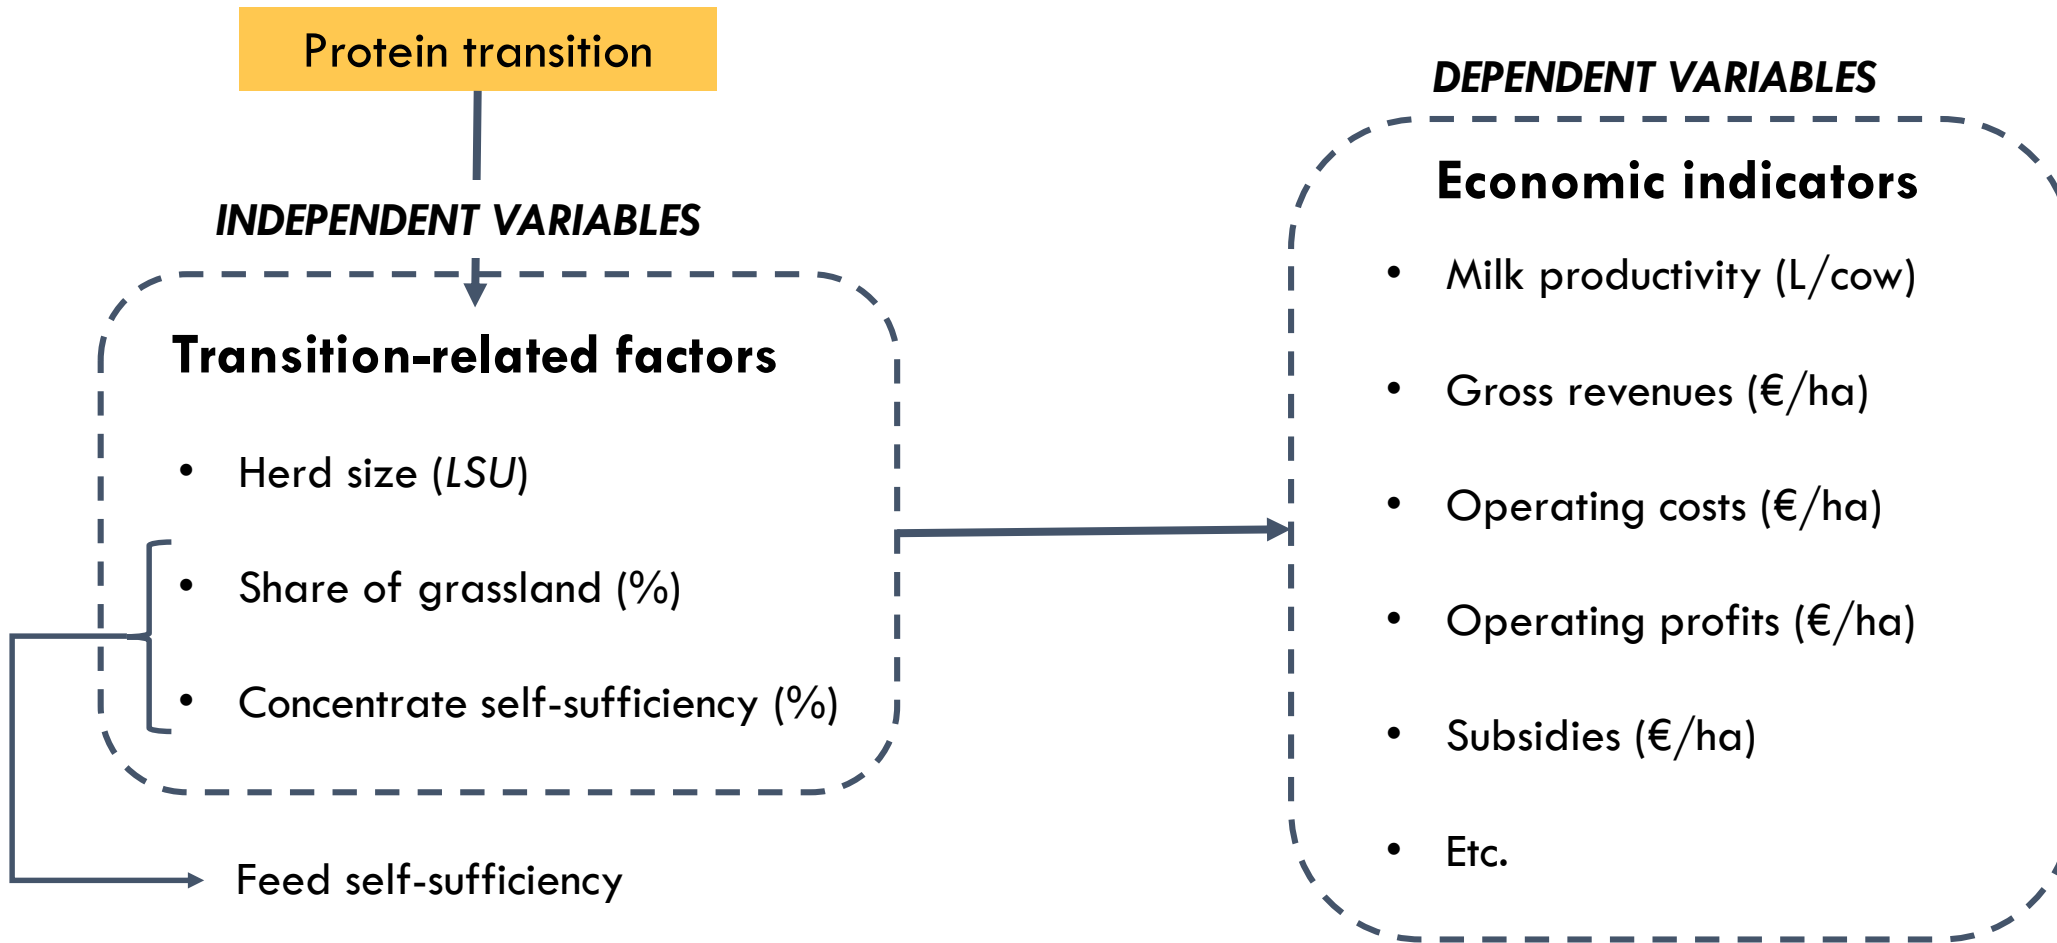 Protein transition
INDEPENDENT VARIABLES
Transition-related factors
• Herd size (LSU)
• Share of grassland (%)
• Concentrate self-sufficiency (%)
Feed self-sufficiency
DEPENDENT VARIABLES
Economic indicators
• Milk productivity (L/cow)
• Gross revenues (€/ha)
• Operating costs (€/ha)
• Operating profits (€/ha)
• Subsidies (€/ha)
• Etc.